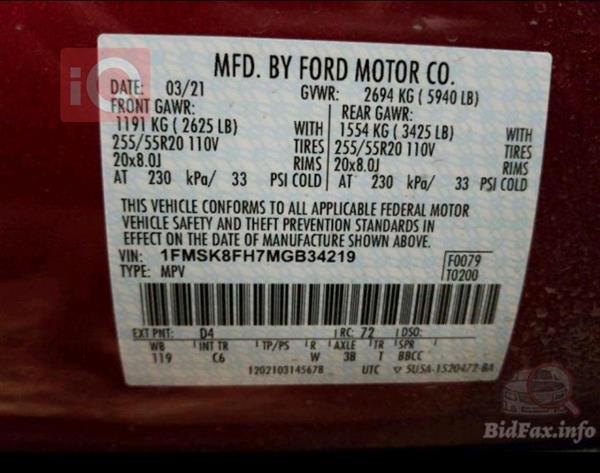 iQ
MFD. BY FORD MOTOR CO.
DATE: 03/21 GVWR: 2694 KG ( 5940 LB)
FRONT GAWR: REAR GAWR:
1191 KG ( 2625 LB) WITH 1554 KG ( 3425 LB) WITH
255/55R20 110V TIRES 255/55R20 110V TIRES
20x8.0J RIMS 20x8.0J RIMS
AT 230 kPa/ 33 PSI COLD AT 230 kPa/ 33 PSI COLD
THIS VEHICLE CONFORMS TO ALL APPLICABLE FEDERAL MOTOR
VEHICLE SAFETY AND THEFT PREVENTION STANDARDS IN
EFFECT ON THE DATE OF MANUFACTURE SHOWN ABOVE.
VIN: 1FMSK8FH7MGB34219 F0079
TYPE: MPV T0200
EXT PNT: D4 RC: 72 DSO:
WB INT TR TP/PS R AXLE TR SPR
119 C6 W 3B T BBCC
1202103145678 UTC ▽ 5U5A-1520472-BA
BidFax.info